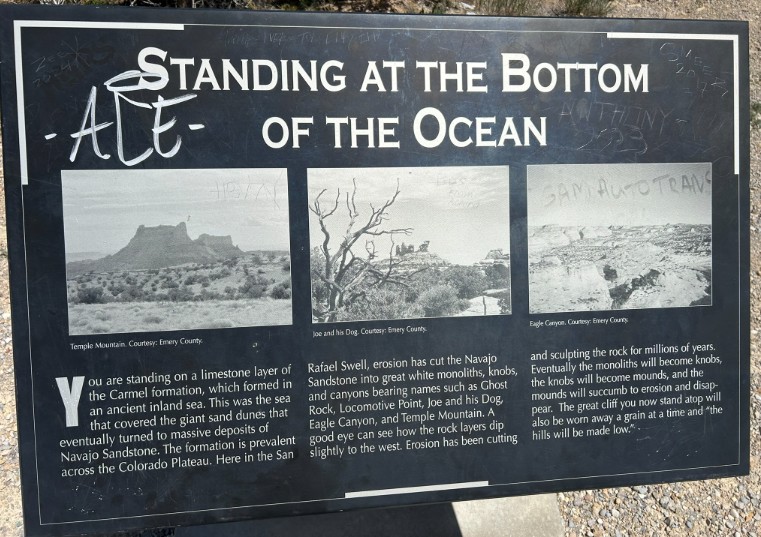 STANDING AT THE BOTTOM
OF THE OCEAN
- ALE -
ANTHONY
SAM AUTO TRANS
Temple Mountain. Courtesy: Emery County.
Joe and his Dog. Courtesy: Emery County.
Eagle Canyon. Courtesy: Emery County.
You are standing on a limestone layer of
the Carmel formation, which formed in
an ancient inland sea. This was the sea
that covered the giant sand dunes that
eventually turned to massive deposits of
Navajo Sandstone. The formation is prevalent
across the Colorado Plateau. Here in the San
Rafael Swell, erosion has cut the Navajo
Sandstone into great white monoliths, knobs,
and canyons bearing names such as Ghost
Rock, Locomotive Point, Joe and his Dog,
Eagle Canyon, and Temple Mountain. A
good eye can see how the rock layers dip
slightly to the west. Erosion has been cutting
and sculpting the rock for millions of years.
Eventually the monoliths will become knobs,
the knobs will become mounds, and the
mounds will succumb to erosion and disap-
pear. The great cliff you now stand atop will
also be worn away a grain at a time and "the
hills will be made low."